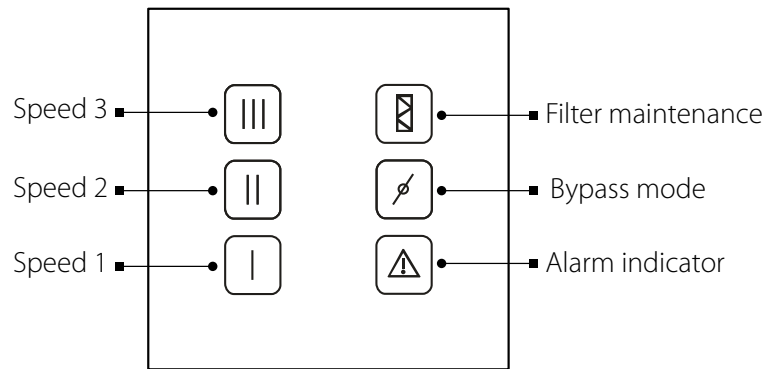 Speed 3
Filter maintenance
Speed 2
Bypass mode
Speed 1
Alarm indicator